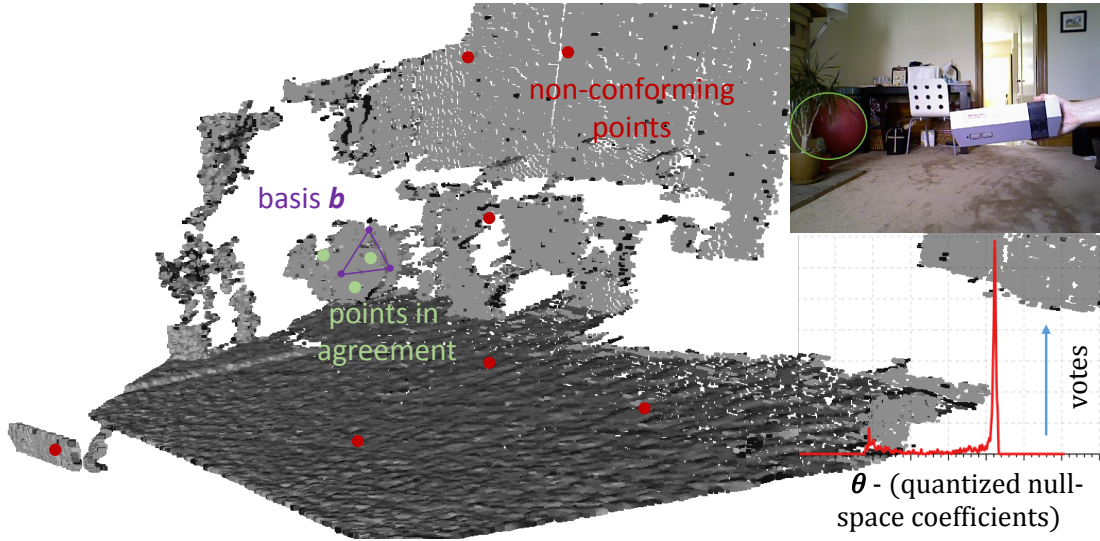 non-conforming
points
basis b
points in
agreement
votes
θ - (quantized null-
space coefficients)